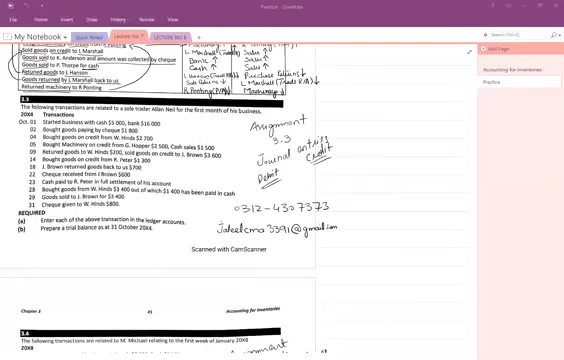 Practice - OneNote
File Home Insert Draw History Review View
My Notebook Quick Notes Lecture No. 7 LECTURE NO 8
Add Page
Accounting for Inventories
Practice
Sold goods on credit to L Marshall
Goods sold to K. Anderson and amount was collected by cheque
Goods sold to P. Thorpe for cash
Returned goods to L Hanson
Goods returned by L Marshall back to us.
Returned machinery to R Ponting
Bank ↑ Sales ↑
Cash ↑ Sales ↑
Purchase Returns
Machinery ↓
3.3
The following transactions are related to a sole trader Allan Neil for the first month of his business.
20X4 Transactions
Oct. 01 Started business with cash $5 000, bank $16 000
02 Bought goods paying by cheque $1 800
04 Bought goods on credit from W. Hinds $2 700
05 Bought Machinery on credit from G. Hopper $2 500, Cash sales $1 500
09 Returned goods to W. Hinds $200, sold goods on credit to J. Brown $3 600
14 Bought goods on credit from R. Peter $1 300
18 J. Brown returned goods back to us $700
22 Cheque received from J Brown $600
23 Cash paid to R. Peter in full settlement of his account
28 Bought goods from W. Hinds $3 400 out of which $1 400 has been paid in cash
29 Goods sold to J. Brown for $3 400
31 Cheque given to W. Hinds $800.
REQUIRED
(a) Enter each of the above transaction in the ledger accounts.
(b) Prepare a trial balance as at 31 October 20X4.
Assignment
3.3
Journal entries
Debit Credit
0312-4307373
Jaleelcma3391@gmail.com
Scanned with CamScanner
Chapter 3 45 Accounting for Inventories
3.4
The following transactions are related to M. Michael relating to the first week of January 20X8
20X8